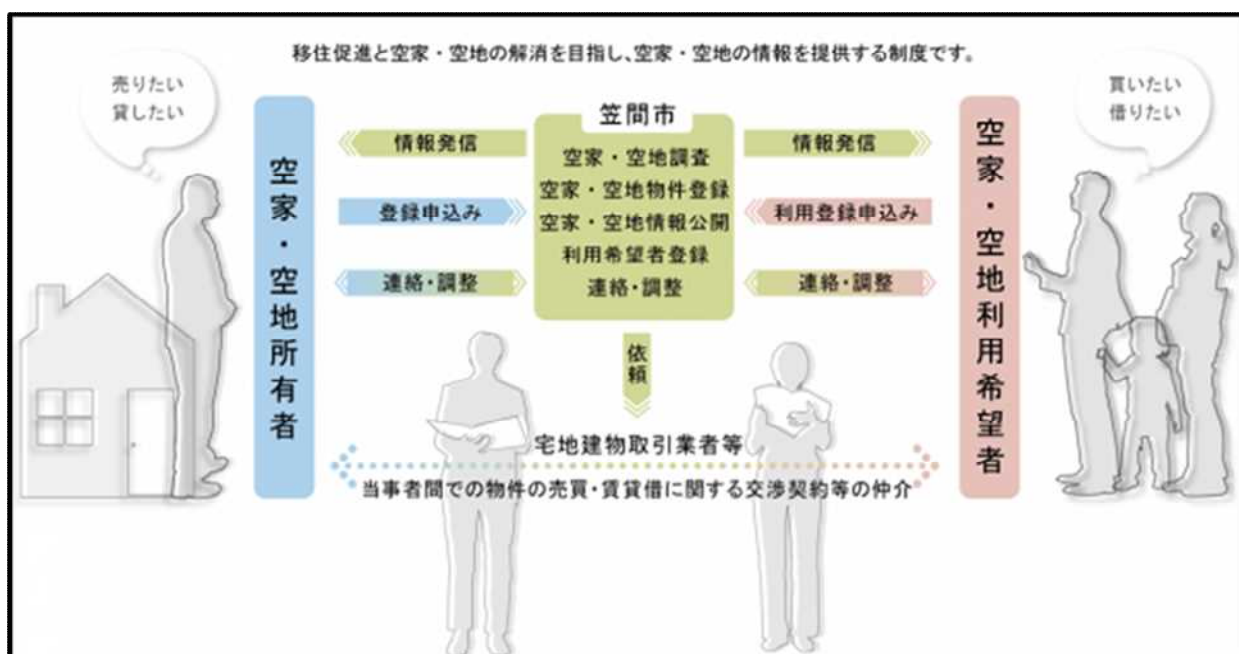 移住促進と空家・空地の解消を目指し、空家・空地の情報を提供する制度です。
売りたい
貸したい
買いたい
借りたい
空家・空地所有者
情報発信
登録申込み
連絡・調整
笠間市
空家・空地調査
空家・空地物件登録
空家・空地情報公開
利用希望者登録
連絡・調整
情報発信
利用登録申込み
連絡・調整
空家・空地利用希望者
依頼
宅地建物取引業者等
当事者間での物件の売買・賃貸借に関する交渉契約等の仲介